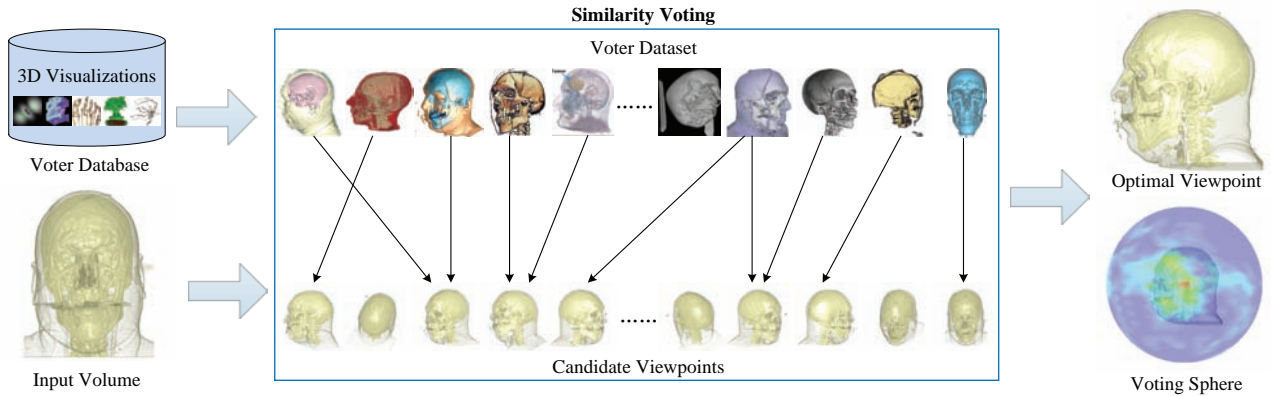 Similarity Voting
3D Visualizations
Voter Database
Input Volume
Voter Dataset
......
......
Candidate Viewpoints
Optimal Viewpoint
Voting Sphere